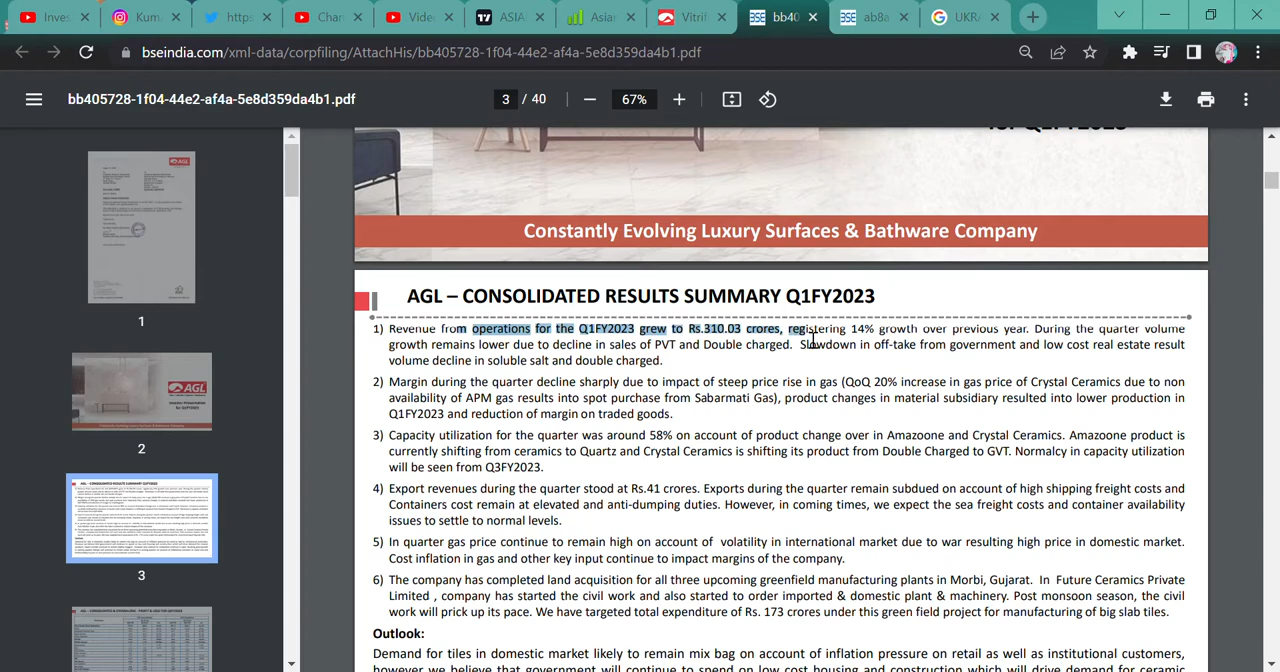 Inves
Kum
https
Chan
Vide
ASIA
Asian
Vitrif
bb40
ab8a
UKRA
bseindia.com/xml-data/corpfiling/AttachHis/bb405728-1f04-44e2-af4a-5e8d359da4b1.pdf
bb405728-1f04-44e2-af4a-5e8d359da4b1.pdf
3 / 40
67%
AGL
1
AGL
2
3
Constantly Evolving Luxury Surfaces & Bathware Company
AGL – CONSOLIDATED RESULTS SUMMARY Q1FY2023
1) Revenue from operations for the Q1FY2023 grew to Rs.310.03 crores, registering 14% growth over previous year. During the quarter volume
growth remains lower due to decline in sales of PVT and Double charged. Slowdown in off-take from government and low cost real estate result
volume decline in soluble salt and double charged.
2) Margin during the quarter decline sharply due to impact of steep price rise in gas (QoQ 20% increase in gas price of Crystal Ceramics due to non
availability of APM gas results into spot purchase from Sabarmati Gas), product changes in material subsidiary resulted into lower production in
Q1FY2023 and reduction of margin on traded goods.
3) Capacity utilization for the quarter was around 58% on account of product change over in Amazoone and Crystal Ceramics. Amazoone product is
currently shifting from ceramics to Quartz and Crystal Ceramics is shifting its product from Double Charged to GVT. Normalcy in capacity utilization
will be seen from Q3FY2023.
4) Export revenues during the quarter stood at Rs.41 crores. Exports during the quarter was subdued on account of high shipping freight costs and
Containers cost remained elevated and anti-dumping duties. However in coming times, we expect the sea freight costs and container availability
issues to settle to normal levels.
5) In quarter gas price continue to remain high on account of volatility in international market due to war resulting high price in domestic market.
Cost inflation in gas and other key input continue to impact margins of the company.
6) The company has completed land acquisition for all three upcoming greenfield manufacturing plants in Morbi, Gujarat. In Future Ceramics Private
Limited , company has started the civil work and also started to order imported & domestic plant & machinery. Post monsoon season, the civil
work will prick up its pace. We have targeted total expenditure of Rs. 173 crores under this green field project for manufacturing of big slab tiles.
Outlook:
Demand for tiles in domestic market likely to remain mix bag on account of inflation pressure on retail as well as institutional customers,